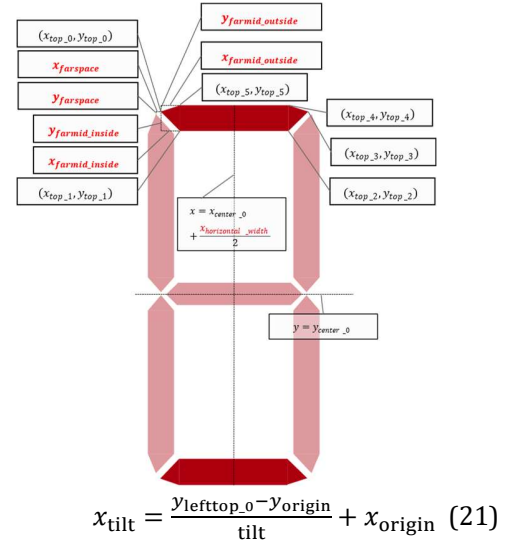 y_farmid_outside
(x_top_0, y_top_0)
x_farspace
x_farmid_outside
y_farspace
(x_top_5, y_top_5)
(x_top_4, y_top_4)
y_farmid_inside
x_farmid_inside
(x_top_3, y_top_3)
(x_top_1, y_top_1)
(x_top_2, y_top_2)
x = x_center_0
+ x_horizontal_width/2
y = y_center_0
x_tilt = (y_lefttop_0 − y_origin)/tilt + x_origin (21)